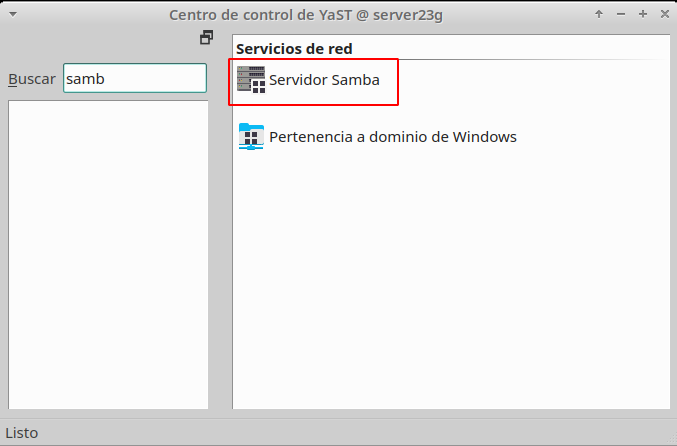 Centro de control de YaST @ server23g
Buscar samb
Servicios de red
Servidor Samba
Pertenencia a dominio de Windows
Listo